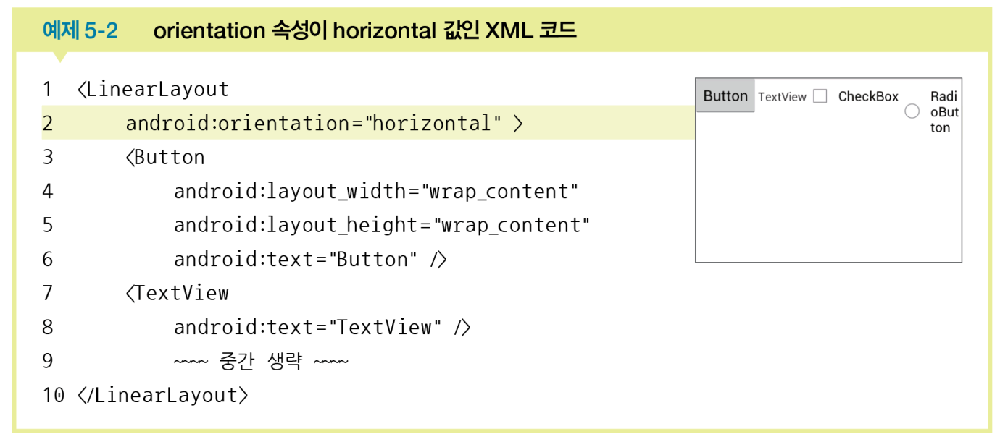 예제 5-2 orientation 속성이 horizontal 값인 XML 코드
1 <LinearLayout
2 android:orientation="horizontal" >
3 <Button
4 android:layout_width="wrap_content"
5 android:layout_height="wrap_content"
6 android:text="Button" />
7 <TextView
8 android:text="TextView" />
9 ~~~~ 중간 생략 ~~~~
10 </LinearLayout>
Button TextView CheckBox
Radi
oBut
ton